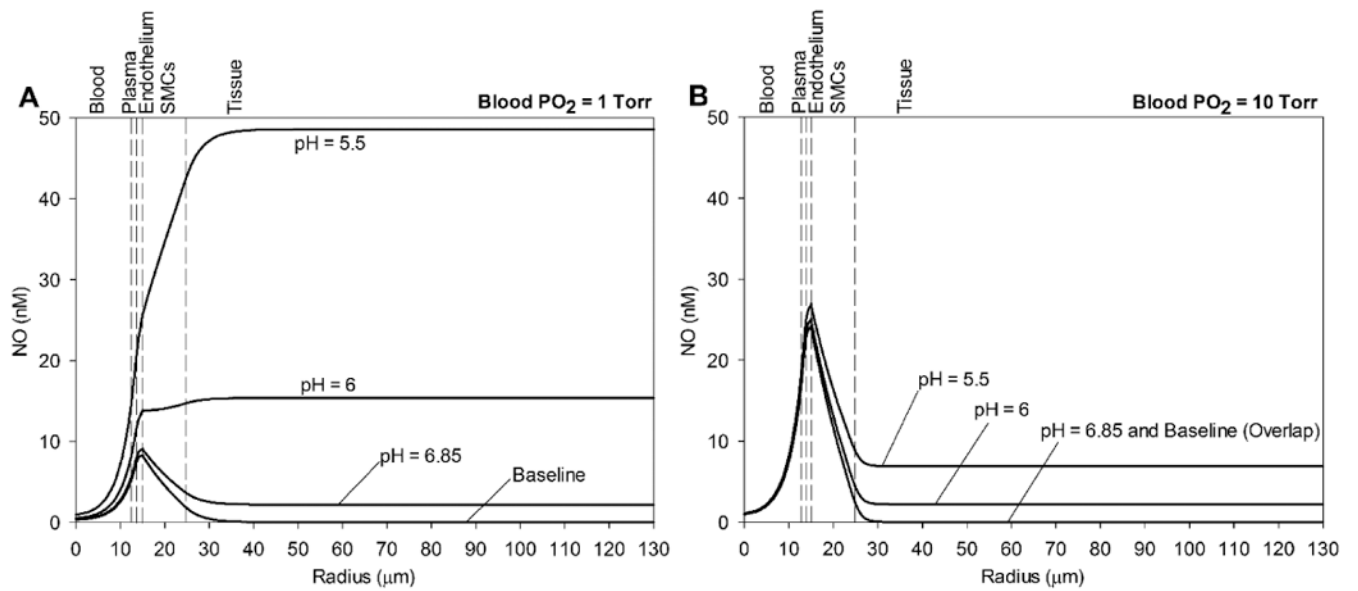 A
Blood
Plasma
Endothelium
SMCs
Tissue
Blood PO2 = 1 Torr
50
40
30
20
10
0
NO (nM)
pH = 5.5
pH = 6
pH = 6.85
Baseline
0 10 20 30 40 50 60 70 80 90 100 110 120 130
Radius (μm)
B
Blood
Plasma
Endothelium
SMCs
Tissue
Blood PO2 = 10 Torr
50
40
30
20
10
0
NO (nM)
pH = 5.5
pH = 6
pH = 6.85 and Baseline (Overlap)
0 10 20 30 40 50 60 70 80 90 100 110 120 130
Radius (μm)